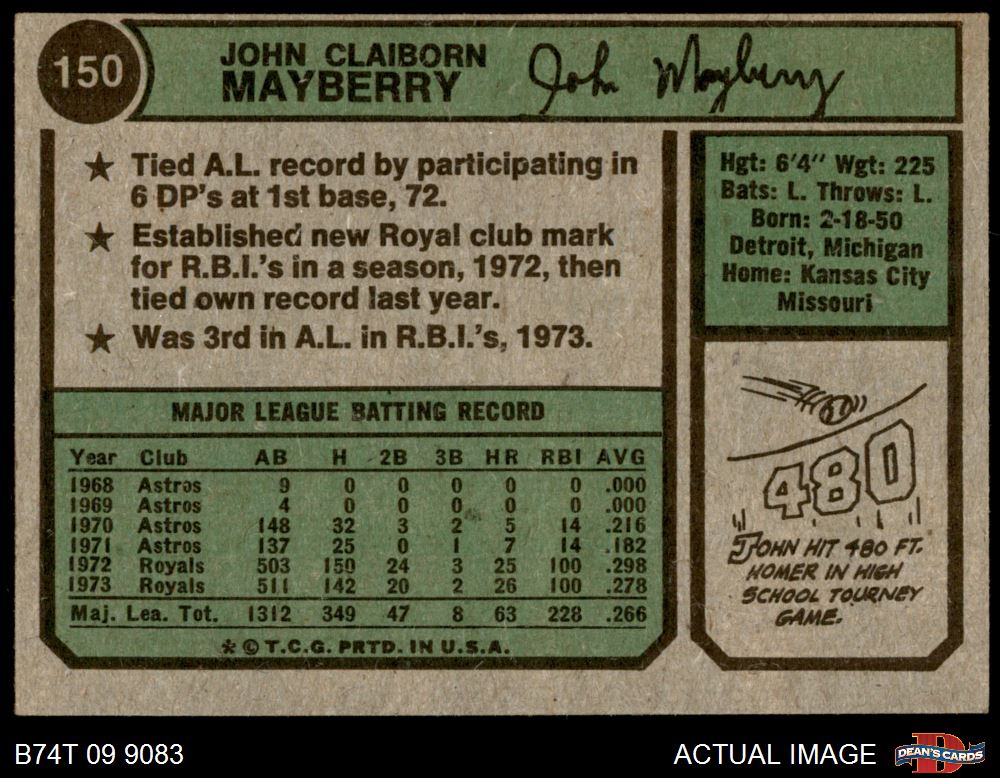 150
JOHN CLAIBORN
MAYBERRY
John Mayberry
★ Tied A.L. record by participating in
6 DP's at 1st base, 72.
★ Established new Royal club mark
for R.B.I.'s in a season, 1972, then
tied own record last year.
★ Was 3rd in A.L. in R.B.I.'s, 1973.
Hgt: 6'4" Wgt: 225
Bats: L. Throws: L.
Born: 2-18-50
Detroit, Michigan
Home: Kansas City
Missouri
MAJOR LEAGUE BATTING RECORD
Year Club AB H 2B 3B HR RBI AVG
1968 Astros 9 0 0 0 0 0 .000
1969 Astros 4 0 0 0 0 0 .000
1970 Astros 148 32 3 2 5 14 .216
1971 Astros 137 25 0 1 7 14 .182
1972 Royals 503 150 24 3 25 100 .298
1973 Royals 511 142 20 2 26 100 .278
Maj. Lea. Tot. 1312 349 47 8 63 228 .266
* © T.C.G. PRTD. IN U.S.A.
480
JOHN HIT 480 FT.
HOMER IN HIGH
SCHOOL TOURNEY
GAME.
B74T 09 9083
ACTUAL IMAGE
DEAN'S CARDS